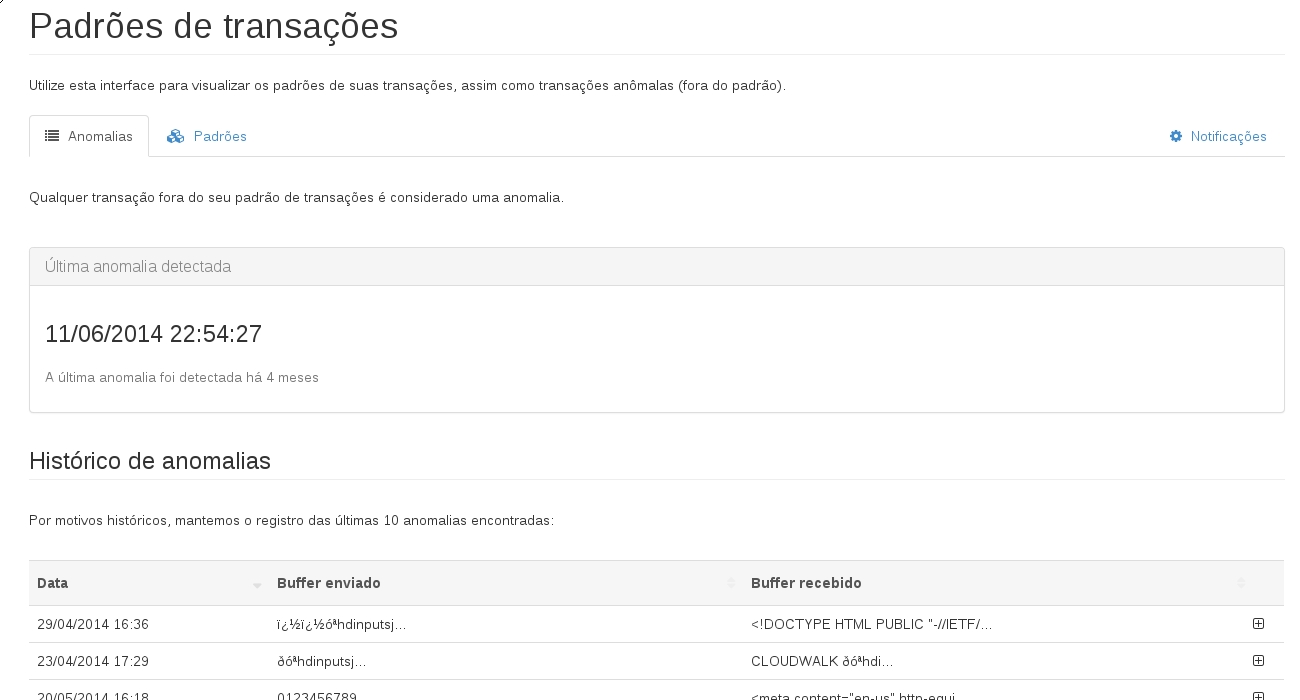 Padrões de transações
Utilize esta interface para visualizar os padrões de suas transações, assim como transações anômalas (fora do padrão).
Anomalias Padrões Notificações
Qualquer transação fora do seu padrão de transações é considerado uma anomalia.
Última anomalia detectada
11/06/2014 22:54:27
A última anomalia foi detectada há 4 meses
Histórico de anomalias
Por motivos históricos, mantemos o registro das últimas 10 anomalias encontradas:
Data Buffer enviado Buffer recebido
29/04/2014 16:36 ï¿½ï¿½óªhdinputsj... <!DOCTYPE HTML PUBLIC "-//IETF/...
23/04/2014 17:29 ðóªhdinputsj... CLOUDWALK ðóªhdi...
20/05/2014 16:18 0123456789 <meta content="en-us" http-equi...